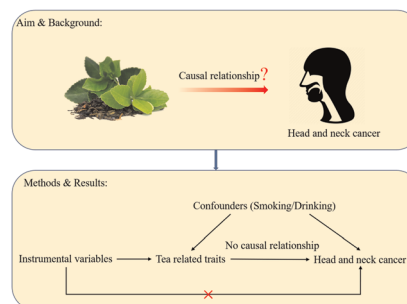 Aim & Background:
Causal relationship?
Head and neck cancer
Methods & Results:
Confounders (Smoking/Drinking)
No causal relationship
Instrumental variables
Tea related traits
Head and neck cancer